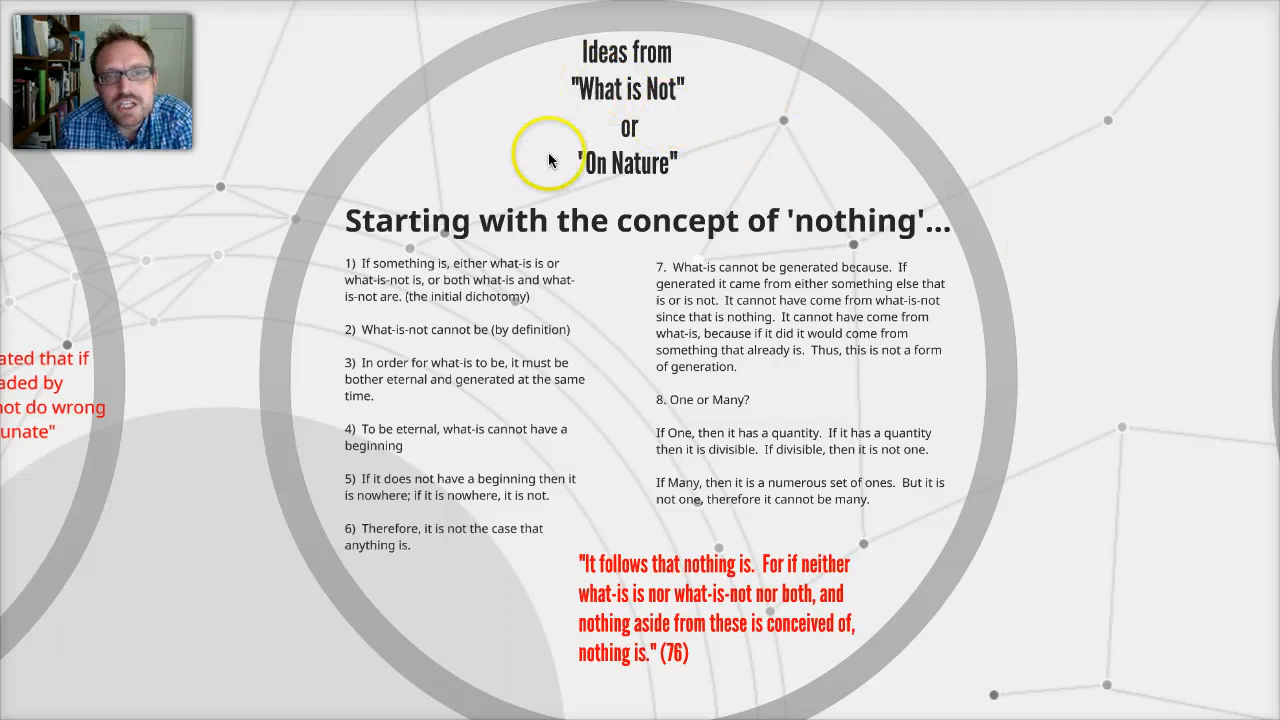 Ideas from
"What is Not"
or
"On Nature"
Starting with the concept of 'nothing'...
1)  If something is, either what-is is or
what-is-not is, or both what-is and what-
is-not are. (the initial dichotomy)
2)  What-is-not cannot be (by definition)
3)  In order for what-is to be, it must be
bother eternal and generated at the same
time.
4)  To be eternal, what-is cannot have a
beginning
5)  If it does not have a beginning then it
is nowhere; if it is nowhere, it is not.
6)  Therefore, it is not the case that
anything is.
7.  What-is cannot be generated because.  If
generated it came from either something else that
is or is not.  It cannot have come from what-is-not
since that is nothing.  It cannot have come from
what-is, because if it did it would come from
something that already is.  Thus, this is not a form
of generation.
8. One or Many?
If One, then it has a quantity.  If it has a quantity
then it is divisible.  If divisible, then it is not one.
If Many, then it is a numerous set of ones.  But it is
not one, therefore it cannot be many.
"It follows that nothing is.  For if neither
what-is is nor what-is-not nor both, and
nothing aside from these is conceived of,
nothing is." (76)
that if
by
not do wrong